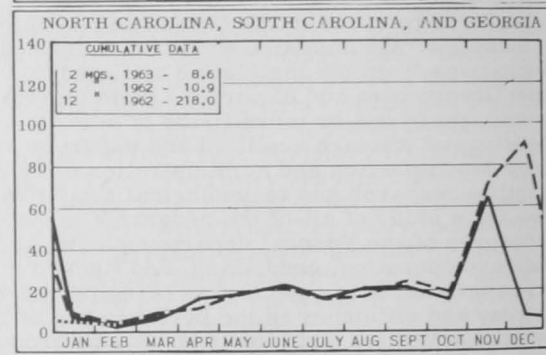 NORTH CAROLINA, SOUTH CAROLINA, AND GEORGIA
140
CUMULATIVE DATA
2 MOS. 1963 - 8.6
2 " 1962 - 10.9
12 1962 - 218.0
120
100
80
60
40
20
0
JAN FEB MAR APR MAY JUNE JULY AUG SEPT OCT NOV DEC